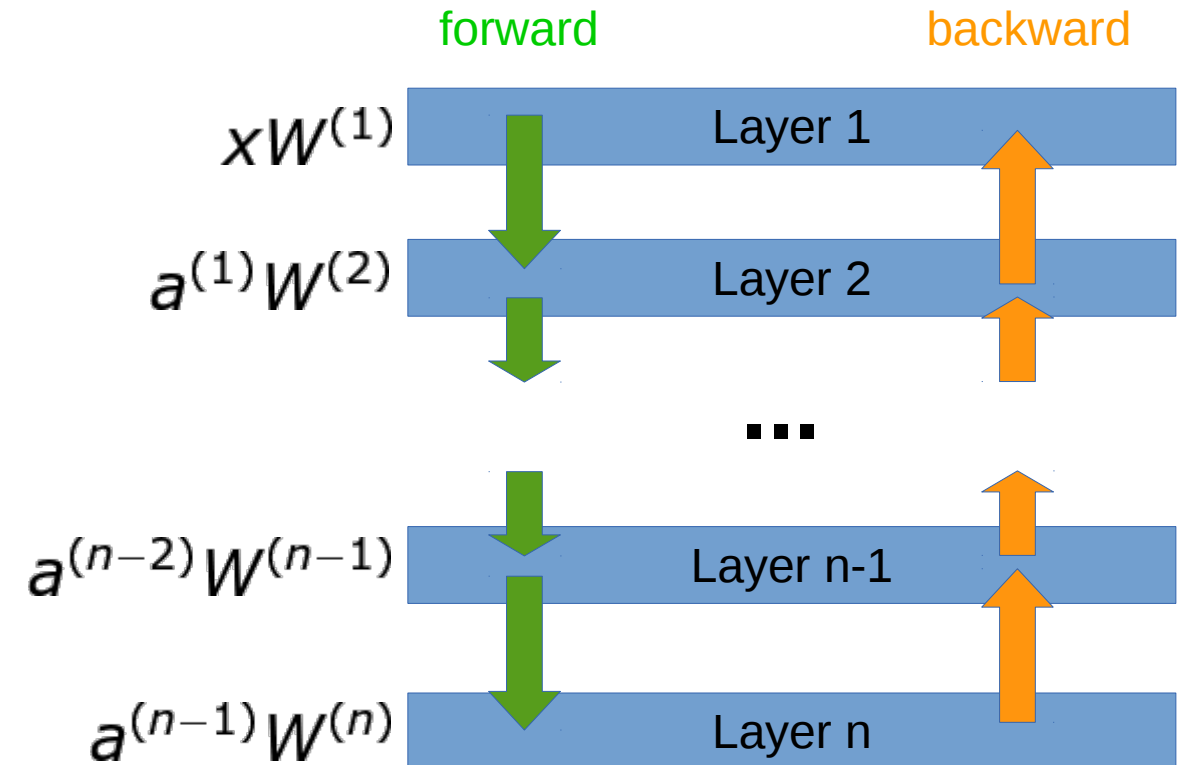 forward backward
xW^(1) Layer 1
a^(1)W^(2) Layer 2
...
a^(n−2)W^(n−1) Layer n-1
a^(n−1)W^(n) Layer n